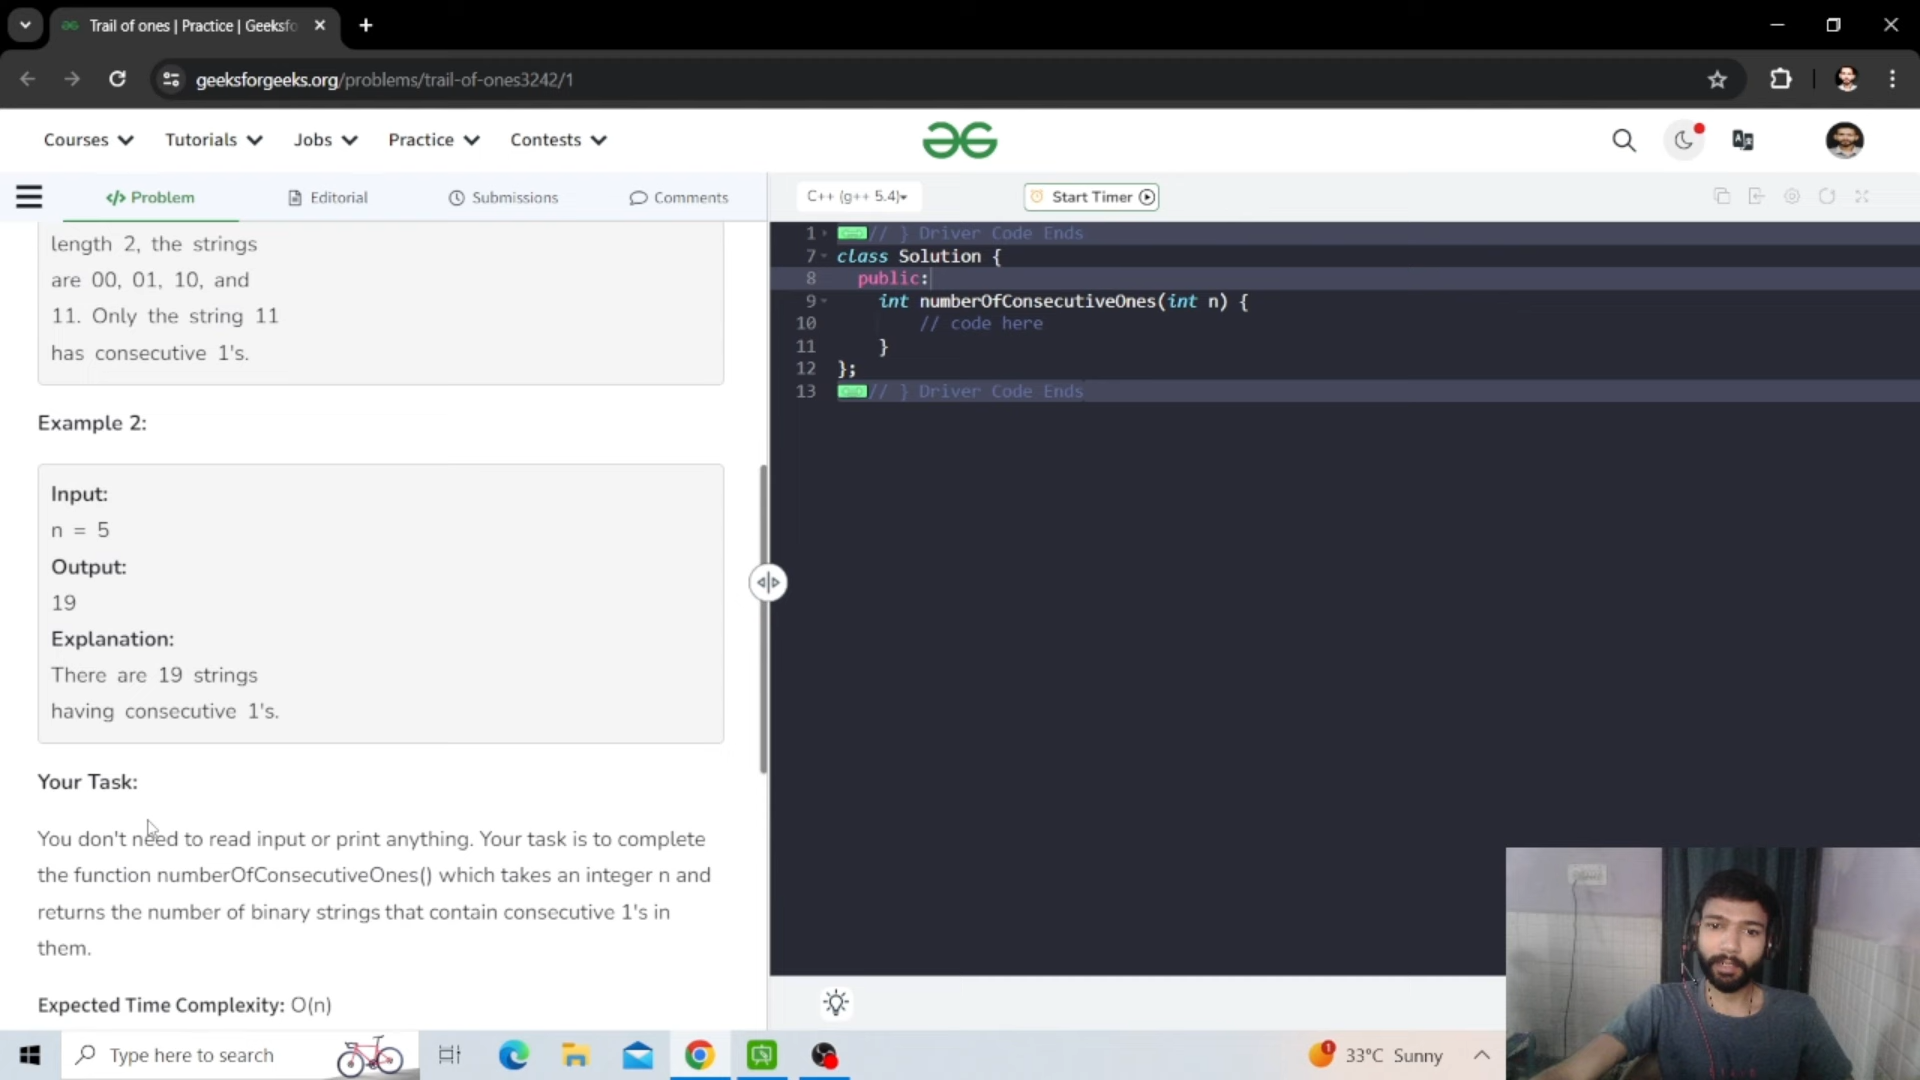 Trail of ones | Practice | Geeksfo
geeksforgeeks.org/problems/trail-of-ones3242/1
Courses Tutorials Jobs Practice Contests
Problem Editorial Submissions Comments
C++ (g++ 5.4) Start Timer
length 2, the strings
are 00, 01, 10, and
11. Only the string 11
has consecutive 1's.
Example 2:
Input:
n = 5
Output:
19
Explanation:
There are 19 strings
having consecutive 1's.
Your Task:
You don't need to read input or print anything. Your task is to complete
the function numberOfConsecutiveOnes() which takes an integer n and
returns the number of binary strings that contain consecutive 1's in
them.
Expected Time Complexity: O(n)
1 // } Driver Code Ends
7 class Solution {
8 public:
9 int numberOfConsecutiveOnes(int n) {
10 // code here
11 }
12 };
13 // } Driver Code Ends
Type here to search
1 33°C Sunny